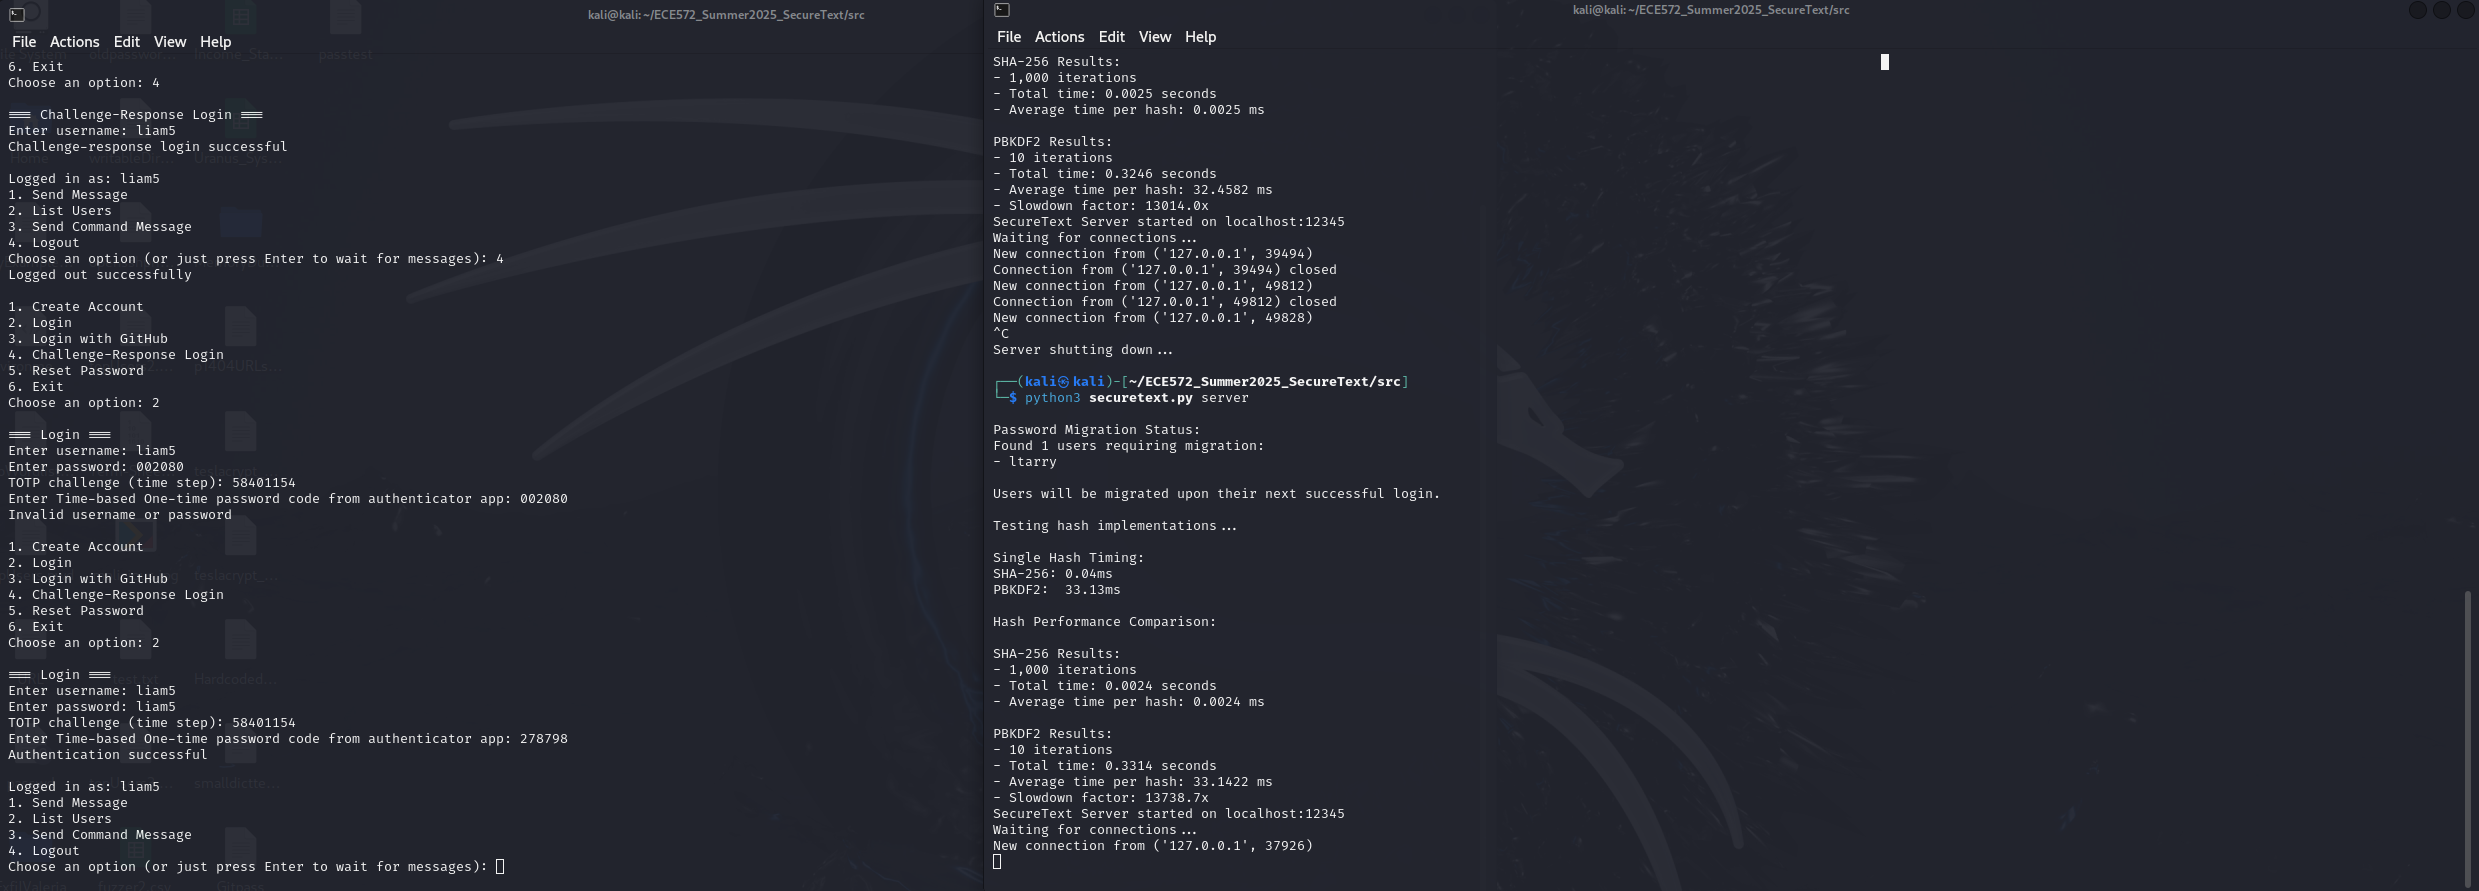 kali@kali: ~/ECE572_Summer2025_SecureText/src
File Actions Edit View Help
6. Exit
Choose an option: 4

=== Challenge-Response Login ===
Enter username: liam5
Challenge-response login successful

Logged in as: liam5
1. Send Message
2. List Users
3. Send Command Message
4. Logout
Choose an option (or just press Enter to wait for messages): 4
Logged out successfully

1. Create Account
2. Login
3. Login with GitHub
4. Challenge-Response Login
5. Reset Password
6. Exit
Choose an option: 2

=== Login ===
Enter username: liam5
Enter password: 002080
TOTP challenge (time step): 58401154
Enter Time-based One-time password code from authenticator app: 002080
Invalid username or password

1. Create Account
2. Login
3. Login with GitHub
4. Challenge-Response Login
5. Reset Password
6. Exit
Choose an option: 2

=== Login ===
Enter username: liam5
Enter password: liam5
TOTP challenge (time step): 58401154
Enter Time-based One-time password code from authenticator app: 278798
Authentication successful

Logged in as: liam5
1. Send Message
2. List Users
3. Send Command Message
4. Logout
Choose an option (or just press Enter to wait for messages):
kali@kali: ~/ECE572_Summer2025_SecureText/src
File Actions Edit View Help
SHA-256 Results:
- 1,000 iterations
- Total time: 0.0025 seconds
- Average time per hash: 0.0025 ms

PBKDF2 Results:
- 10 iterations
- Total time: 0.3246 seconds
- Average time per hash: 32.4582 ms
- Slowdown factor: 13014.0x
SecureText Server started on localhost:12345
Waiting for connections...
New connection from ('127.0.0.1', 39494)
Connection from ('127.0.0.1', 39494) closed
New connection from ('127.0.0.1', 49812)
Connection from ('127.0.0.1', 49812) closed
New connection from ('127.0.0.1', 49828)
^C
Server shutting down...

┌──(kali㉿kali)-[~/ECE572_Summer2025_SecureText/src]
└─$ python3 securetext.py server

Password Migration Status:
Found 1 users requiring migration:
- ltarry

Users will be migrated upon their next successful login.

Testing hash implementations...

Single Hash Timing:
SHA-256: 0.04ms
PBKDF2:  33.13ms

Hash Performance Comparison:

SHA-256 Results:
- 1,000 iterations
- Total time: 0.0024 seconds
- Average time per hash: 0.0024 ms

PBKDF2 Results:
- 10 iterations
- Total time: 0.3314 seconds
- Average time per hash: 33.1422 ms
- Slowdown factor: 13738.7x
SecureText Server started on localhost:12345
Waiting for connections...
New connection from ('127.0.0.1', 37926)